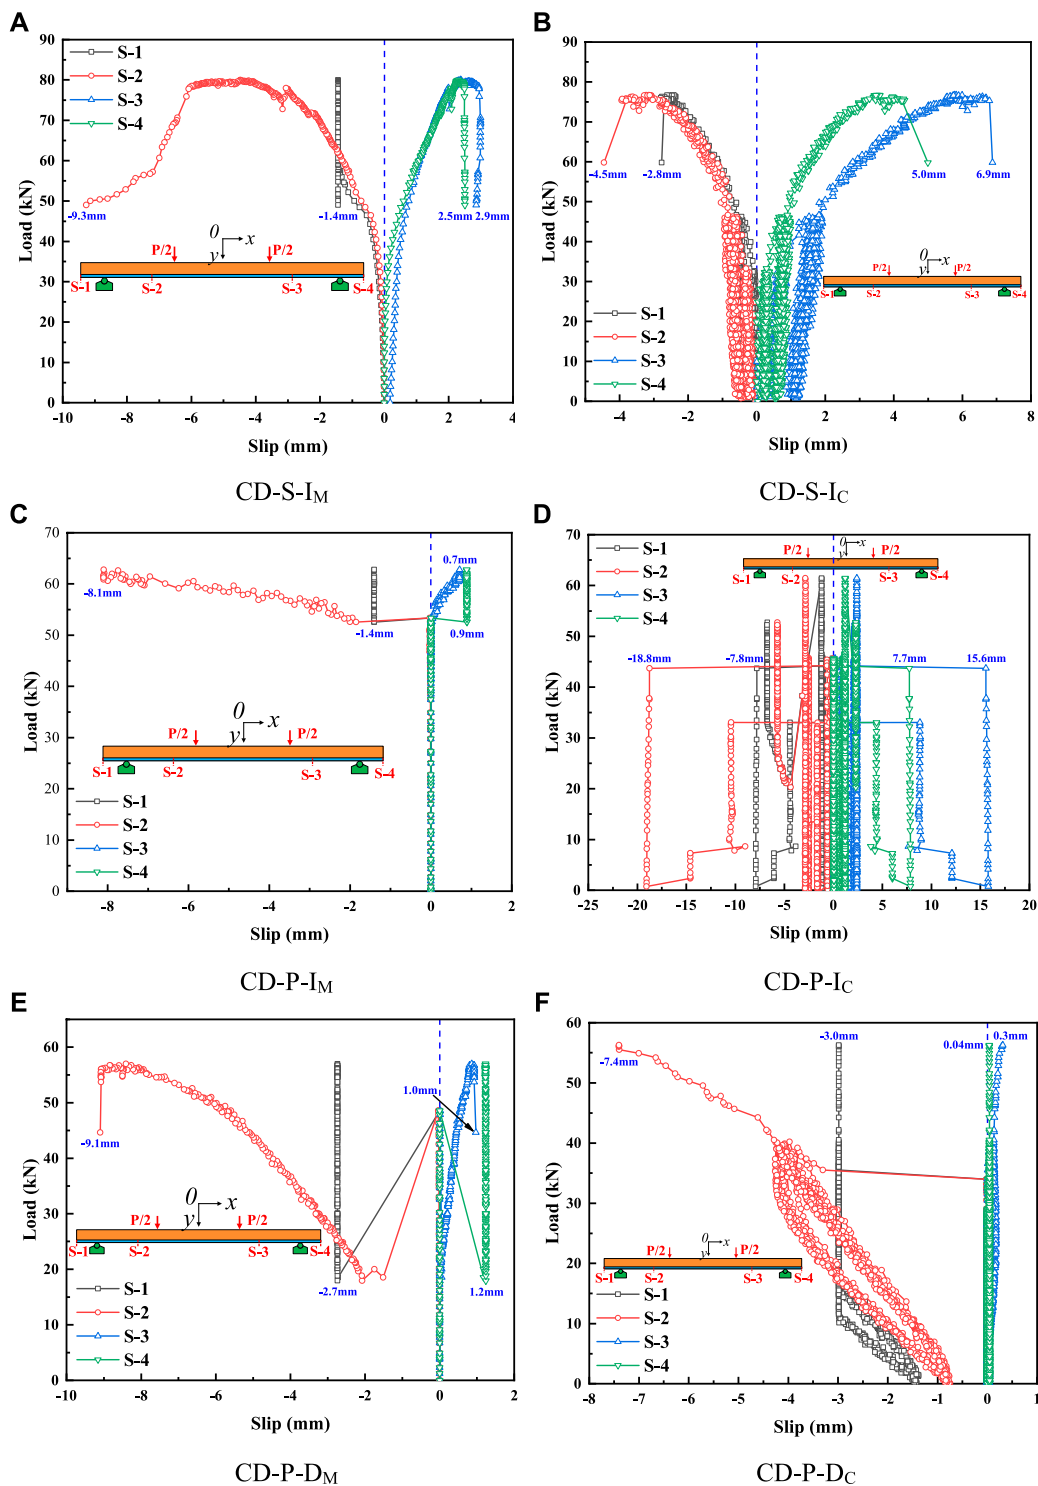 A
S-1
S-2
S-3
S-4
Load (kN)
90
80
70
60
50
40
30
20
10
0
-9.3mm
-1.4mm
2.5mm 2.9mm
P/2
0
x
y
P/2
S-1
S-2
S-3
S-4
-10 -8 -6 -4 -2 0 2 4
Slip (mm)
CD-S-I_M
B
Load (kN)
90
80
70
60
50
40
30
20
10
0
-4.5mm
-2.8mm
5.0mm
6.9mm
P/2
0
x
y
P/2
S-1
S-2
S-3
S-4
S-1
S-2
S-3
S-4
-4 -2 0 2 4 6 8
Slip (mm)
CD-S-I_C
C
Load (kN)
70
60
50
40
30
20
10
0
0.7mm
-8.1mm
-1.4mm
0.9mm
P/2
0
x
y
P/2
S-1
S-2
S-3
S-4
S-1
S-2
S-3
S-4
-8 -6 -4 -2 0 2
Slip (mm)
CD-P-I_M
D
S-1
S-2
S-3
S-4
Load (kN)
70
60
50
40
30
20
10
0
P/2
0
x
y
P/2
S-1
S-2
S-3
S-4
-18.8mm
-7.8mm
7.7mm
15.6mm
-25 -20 -15 -10 -5 0 5 10 15 20
Slip (mm)
CD-P-I_C
E
Load (kN)
60
50
40
30
20
10
0
1.0mm
-9.1mm
P/2
0
x
y
P/2
S-1
S-2
S-3
S-4
-2.7mm
1.2mm
S-1
S-2
S-3
S-4
-10 -8 -6 -4 -2 0 2
Slip (mm)
CD-P-D_M
F
Load (kN)
60
50
40
30
20
10
0
-3.0mm
0.3mm
0.04mm
-7.4mm
P/2
0
x
y
P/2
S-1
S-2
S-3
S-4
S-1
S-2
S-3
S-4
-8 -7 -6 -5 -4 -3 -2 -1 0 1
Slip (mm)
CD-P-D_C